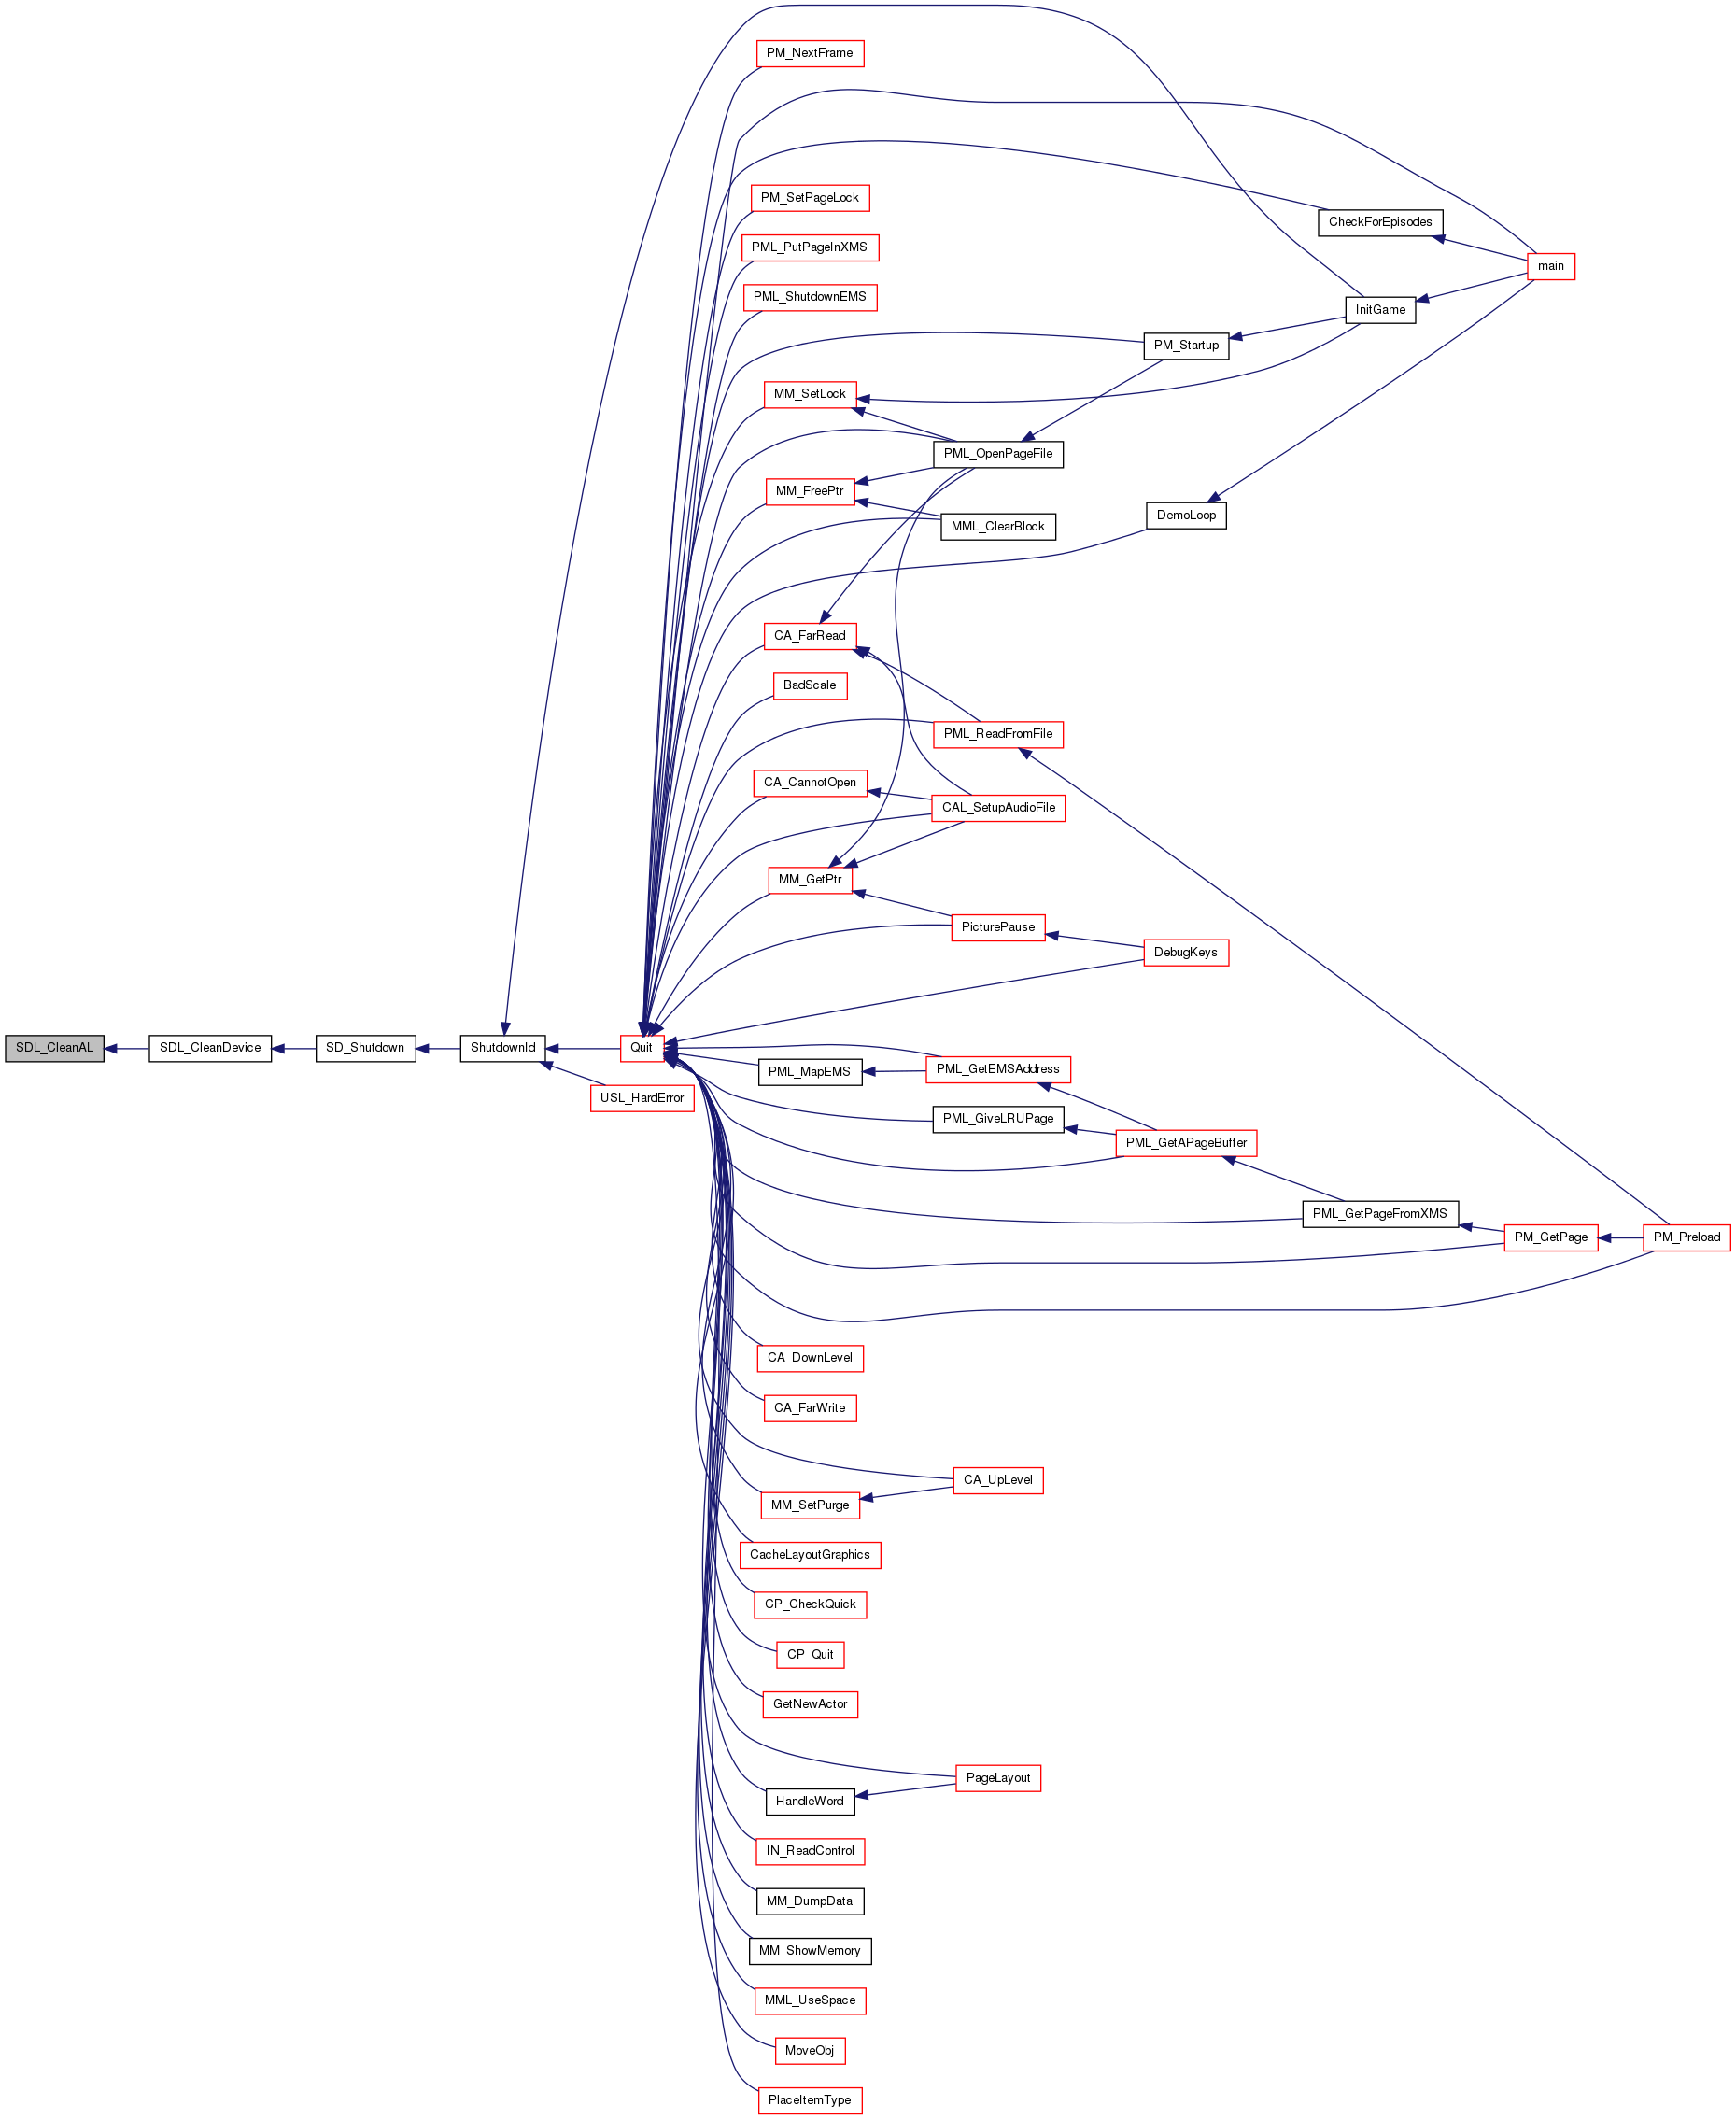 PM_NextFrame
PM_SetPageLock
CheckForEpisodes
PML_PutPageInXMS
main
PML_ShutdownEMS
InitGame
PM_Startup
MM_SetLock
PML_OpenPageFile
MM_FreePtr
DemoLoop
MML_ClearBlock
CA_FarRead
BadScale
PML_ReadFromFile
CA_CannotOpen
CAL_SetupAudioFile
MM_GetPtr
PicturePause
DebugKeys
SDL_CleanAL
SDL_CleanDevice
SD_Shutdown
ShutdownId
Quit
PML_MapEMS
PML_GetEMSAddress
USL_HardError
PML_GiveLRUPage
PML_GetAPageBuffer
PML_GetPageFromXMS
PM_GetPage
PM_Preload
CA_DownLevel
CA_FarWrite
CA_UpLevel
MM_SetPurge
CacheLayoutGraphics
CP_CheckQuick
CP_Quit
GetNewActor
PageLayout
HandleWord
IN_ReadControl
MM_DumpData
MM_ShowMemory
MML_UseSpace
MoveObj
PlaceItemType